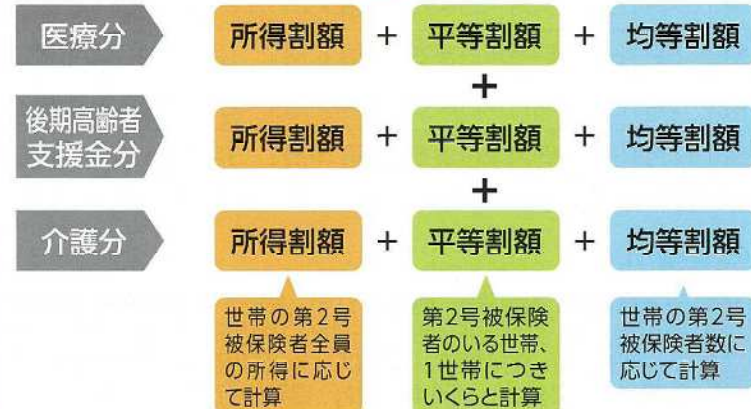 医療分
所得割額 + 平等割額 + 均等割額
+
後期高齢者
支援金分
所得割額 + 平等割額 + 均等割額
+
介護分
所得割額 + 平等割額 + 均等割額
世帯の第2号
被保険者全員
の所得に応じ
て計算
第2号被保険
者のいる世帯、
1世帯につき
いくらと計算
世帯の第2号
被保険者数に
応じて計算